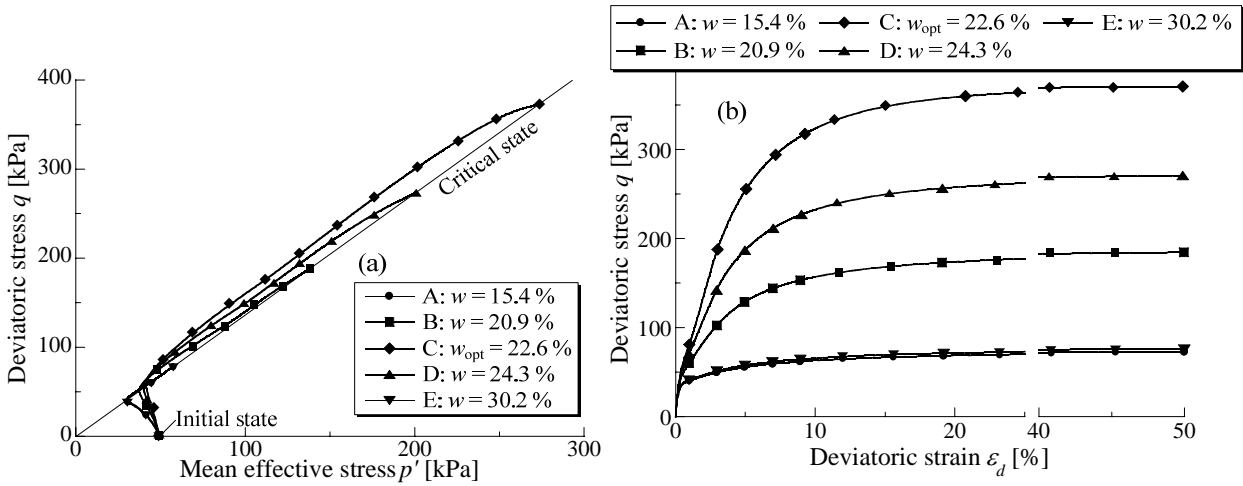 400
300
200
100
0
0
50
100
150
200
250
300
Deviatoric stress q [kPa]
Mean effective stress p′ [kPa]
Critical state
Initial state
(a)
A: w = 15.4 %
B: w = 20.9 %
C: wopt = 22.6 %
D: w = 24.3 %
E: w = 30.2 %
A: w = 15.4 % C: wopt = 22.6 % E: w = 30.2 %
B: w = 20.9 % D: w = 24.3 %
(b)
300
200
100
0
0
10
20
40
50
Deviatoric stress q [kPa]
Deviatoric strain εd [%]